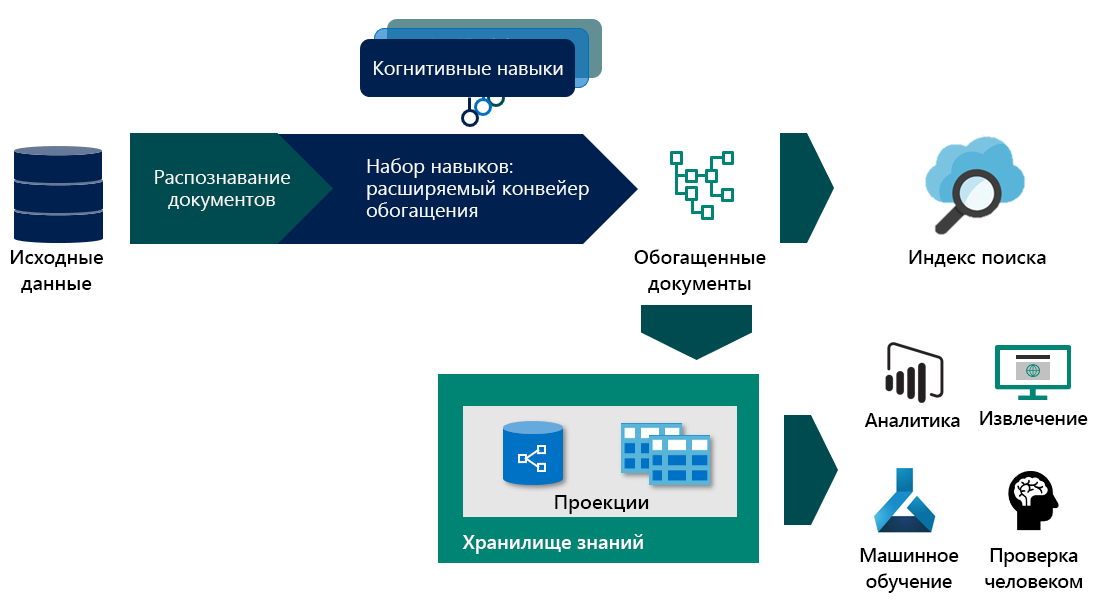 Когнитивные навыки
Распознавание
документов
Набор навыков:
расширяемый конвейер
обогащения
Исходные
данные
Обогащенные
документы
Индекс поиска
Аналитика
Извлечение
Проекции
Хранилище знаний
Машинное
обучение
Проверка
человеком